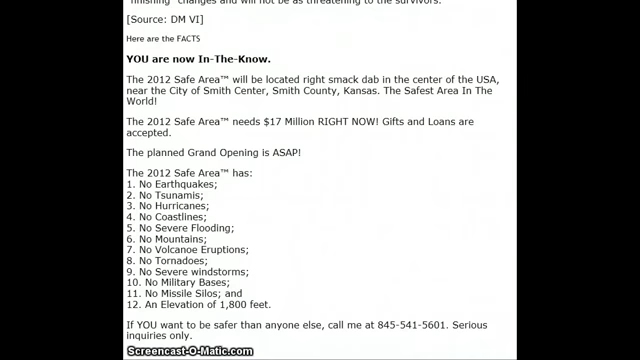 "finishing" changes and will not be as threatening to the survivors.
[Source: DM VI]
Here are the FACTS
YOU are now In-The-Know.
The 2012 Safe Area™ will be located right smack dab in the center of the USA,
near the City of Smith Center, Smith County, Kansas. The Safest Area In The
World!
The 2012 Safe Area™ needs $17 Million RIGHT NOW! Gifts and Loans are
accepted.
The planned Grand Opening is ASAP!
The 2012 Safe Area™ has:
1. No Earthquakes;
2. No Tsunamis;
3. No Hurricanes;
4. No Coastlines;
5. No Severe Flooding;
6. No Mountains;
7. No Volcanoe Eruptions;
8. No Tornadoes;
9. No Severe windstorms;
10. No Military Bases;
11. No Missile Silos; and
12. An Elevation of 1,800 feet.
If YOU want to be safer than anyone else, call me at 845-541-5601. Serious
inquiries only.
Screencast-O-Matic.com